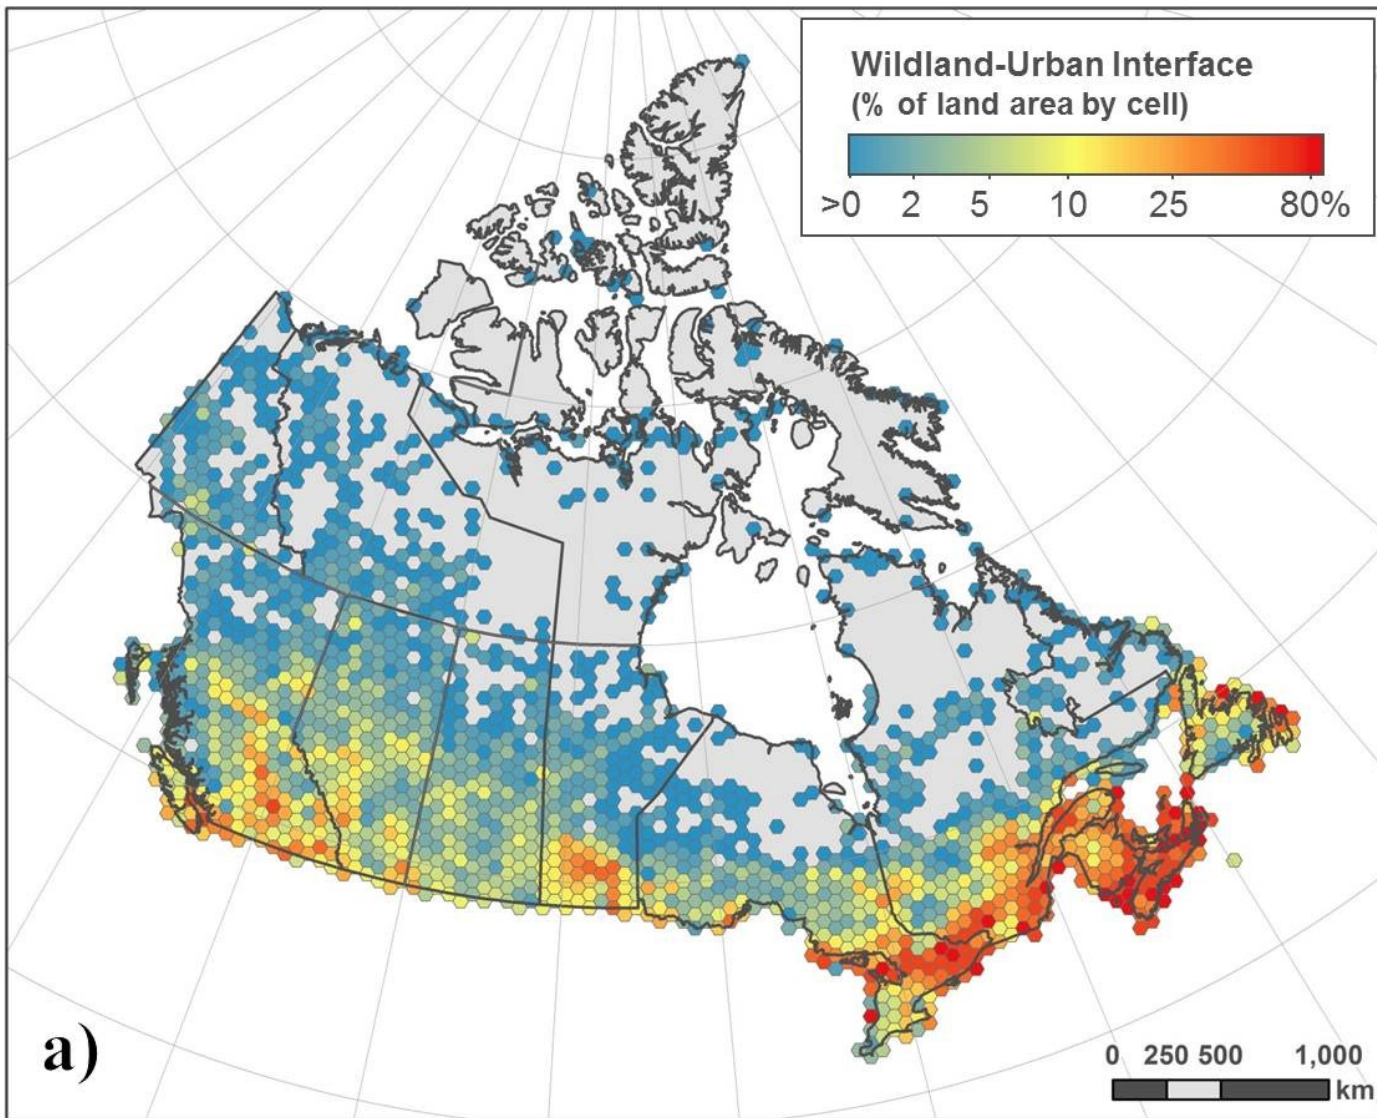 Wildland-Urban Interface
(% of land area by cell)
>0 2 5 10 25 80%
a)
0 250 500 1,000
km